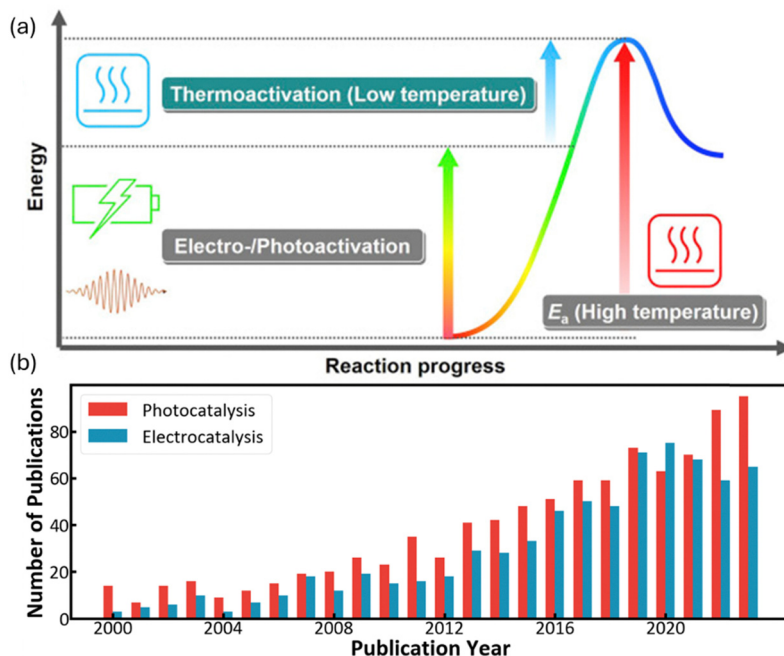 (a)
Energy
Thermoactivation (Low temperature)
Electro-/Photoactivation
Ea (High temperature)
Reaction progress
(b)
Number of Publications
80
60
40
20
0
Photocatalysis
Electrocatalysis
2000 2004 2008 2012 2016 2020
Publication Year